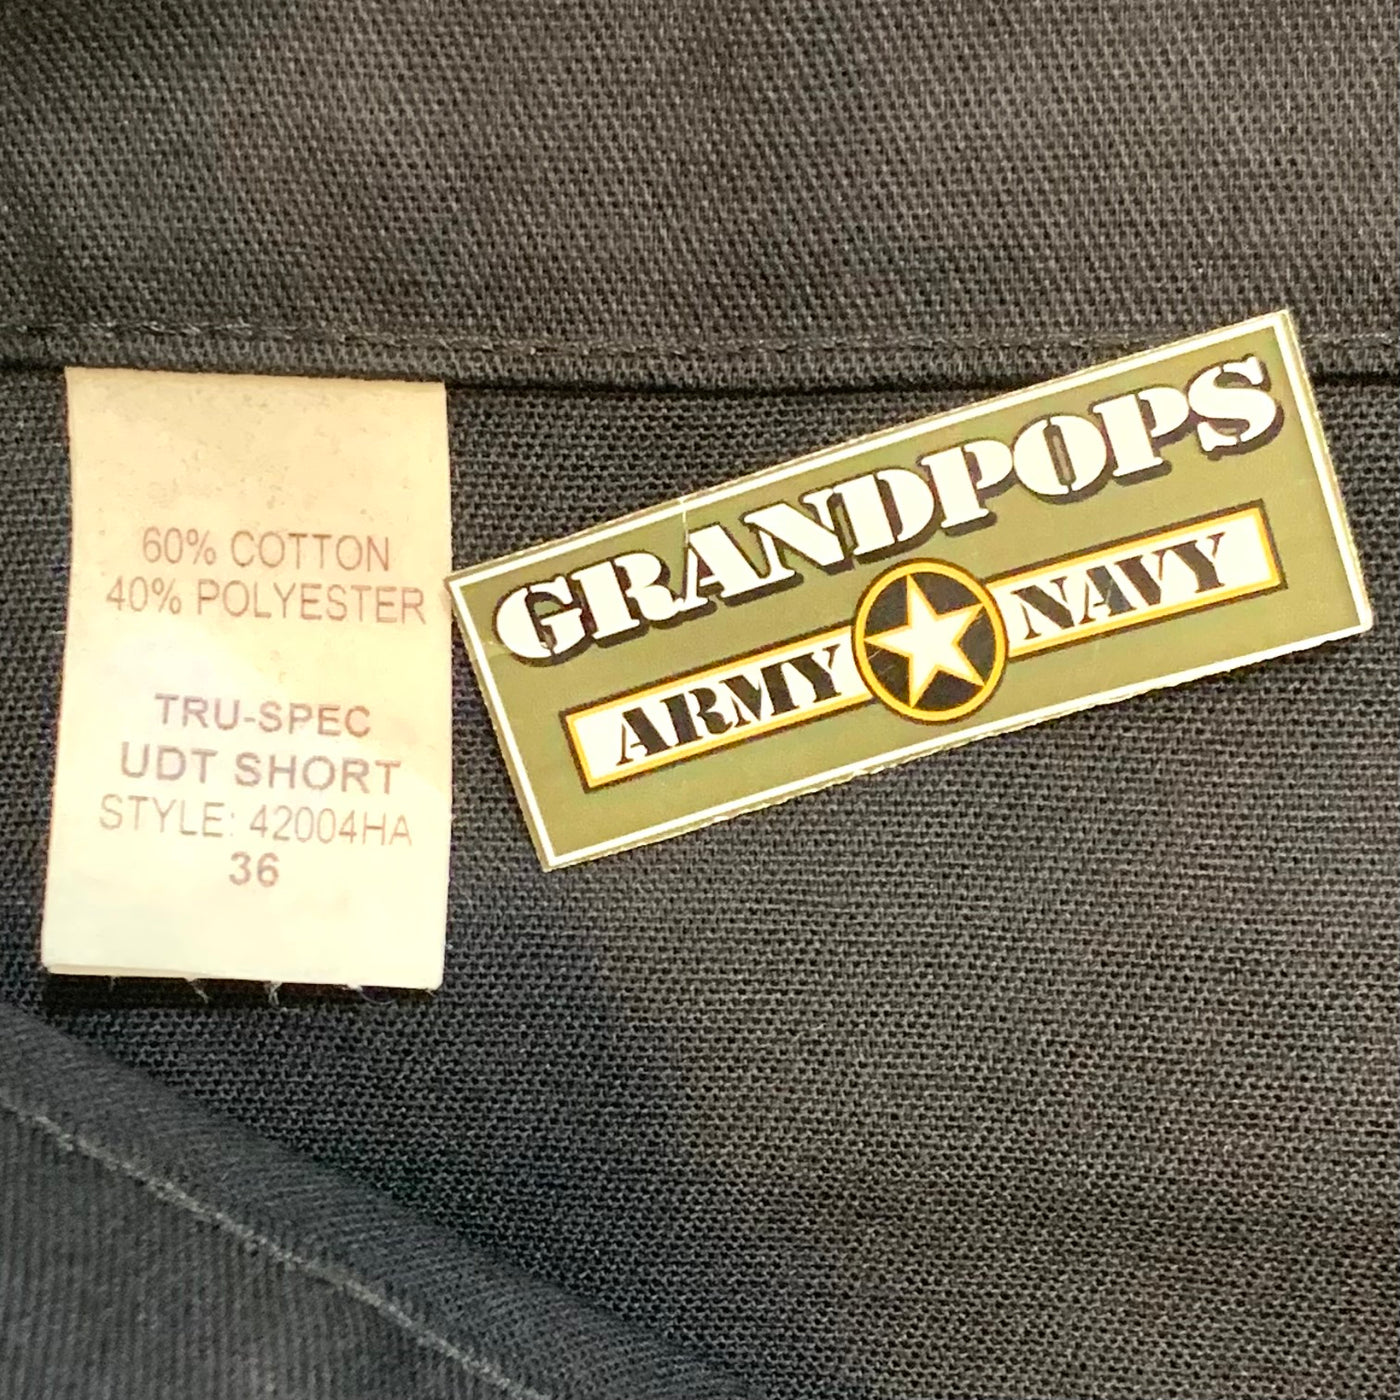 60% COTTON
40% POLYESTER
TRU-SPEC
UDT SHORT
STYLE: 42004HA
36
GRANDPOPS
ARMY NAVY